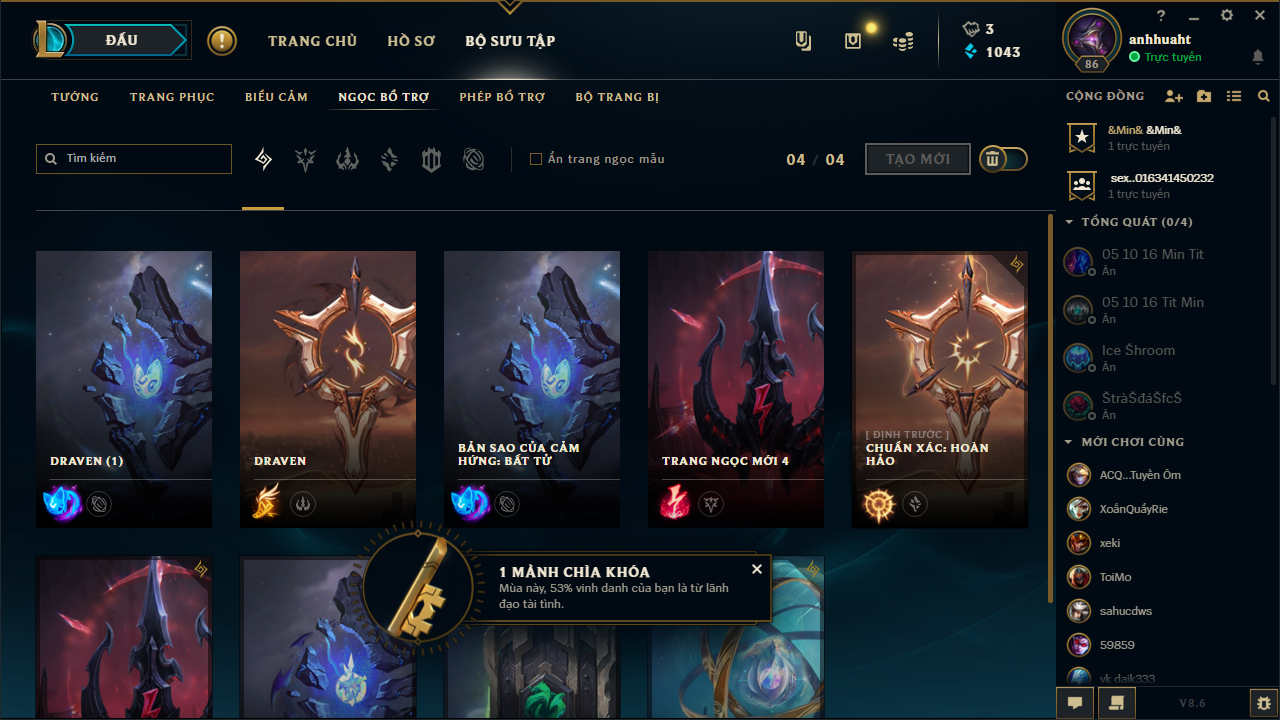 ĐẤU
TRANG CHỦ
HỒ SƠ
BỘ SƯU TẬP
3
1043
86
anhhuaht
Trực tuyến
TƯỚNG
TRANG PHỤC
BIỂU CẢM
NGỌC BỔ TRỢ
PHÉP BỔ TRỢ
BỘ TRANG BỊ
Tìm kiếm
Ẩn trang ngọc mẫu
04 / 04
TẠO MỚI
CỘNG ĐỒNG
&Min& &Min&
1 trực tuyến
sex..016341450232
1 trực tuyến
TỔNG QUÁT (0/4)
05 10 16 Min Tit
Ẩn
05 10 16 Tit Min
Ẩn
Ice Šhroom
Ẩn
ŠtràŠđáŠfcŠ
Ẩn
MỚI CHƠI CÙNG
ACQ...Tuyền Ôm
XoắnQuẩyRie
xeki
ToiMo
sahucdws
59859
vk daik333
V8.6
DRAVEN (1)
DRAVEN
BẢN SAO CỦA CẢM
HỨNG: BẤT TỬ
TRANG NGỌC MỚI 4
[ ĐỊNH TRƯỚC ]
CHUẨN XÁC: HOÀN
HẢO
1 MẢNH CHÌA KHÓA
Mùa này, 53% vinh danh của bạn là từ lãnh
đạo tài tình.